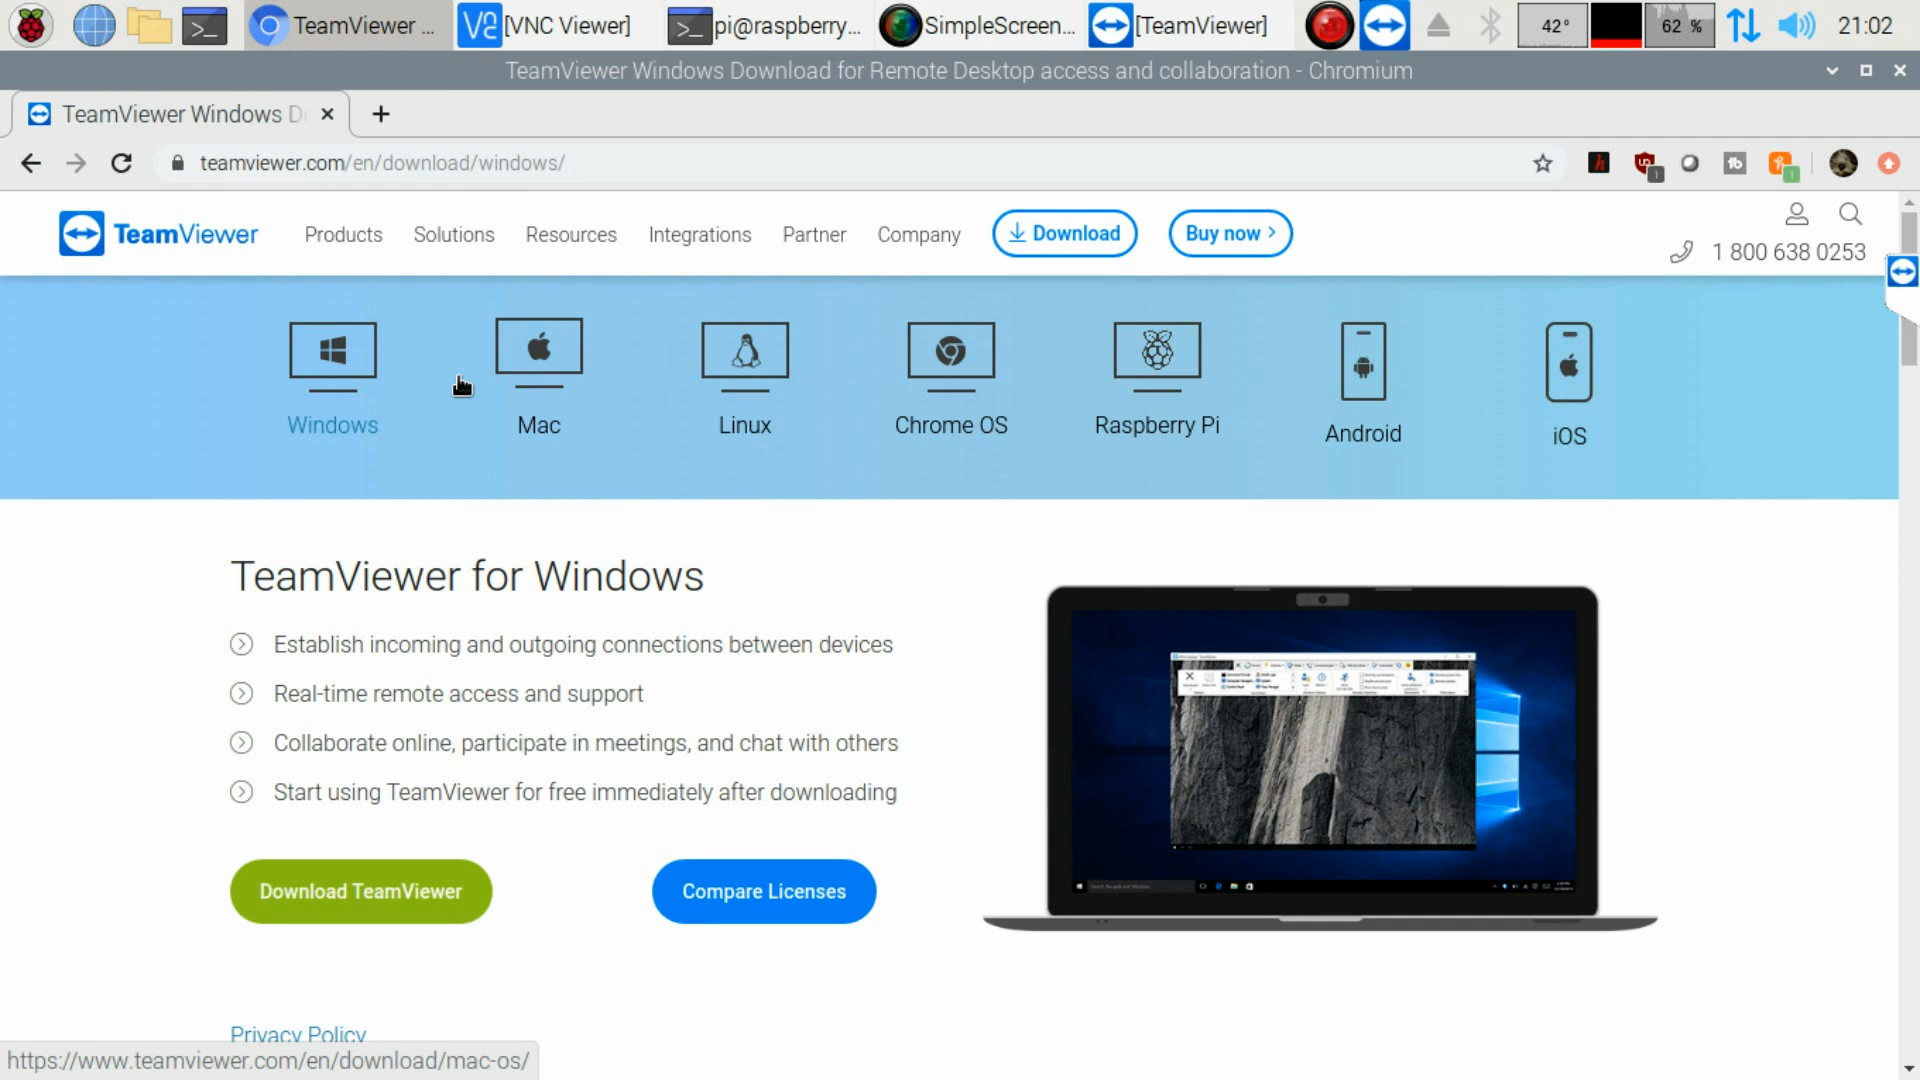 TeamViewer ...
[VNC Viewer]
pi@raspberry...
SimpleScreen...
[TeamViewer]
42°
62 %
21:02
TeamViewer Windows Download for Remote Desktop access and collaboration - Chromium
TeamViewer Windows D
teamviewer.com/en/download/windows/
TeamViewer
Products
Solutions
Resources
Integrations
Partner
Company
Download
Buy now
1 800 638 0253
Windows
Mac
Linux
Chrome OS
Raspberry Pi
Android
iOS
TeamViewer for Windows
Establish incoming and outgoing connections between devices
Real-time remote access and support
Collaborate online, participate in meetings, and chat with others
Start using TeamViewer for free immediately after downloading
Download TeamViewer
Compare Licenses
Privacy Policy
https://www.teamviewer.com/en/download/mac-os/